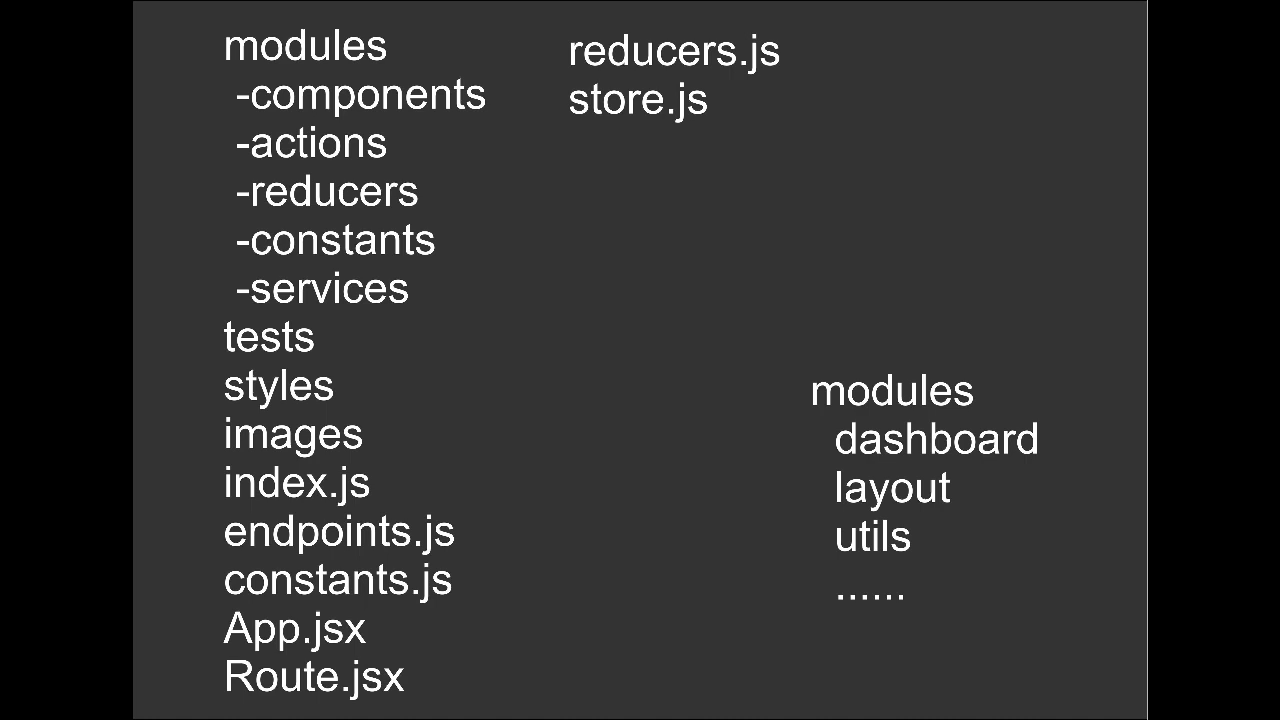 modules
-components
-actions
-reducers
-constants
-services
tests
styles
images
index.js
endpoints.js
constants.js
App.jsx
Route.jsx
reducers.js
store.js
modules
dashboard
layout
utils
......